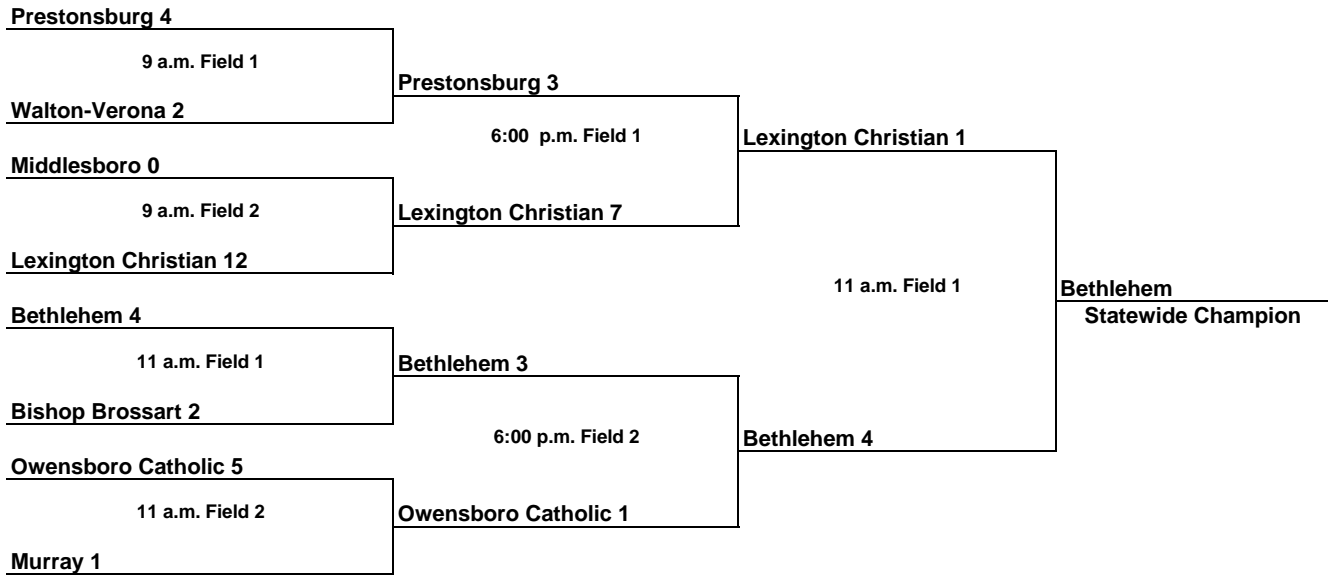 Prestonsburg 4
9 a.m. Field 1
Walton-Verona 2
Middlesboro 0
9 a.m. Field 2
Lexington Christian 12
Bethlehem 4
11 a.m. Field 1
Bishop Brossart 2
Owensboro Catholic 5
11 a.m. Field 2
Murray 1
Prestonsburg 3
6:00 p.m. Field 1
Lexington Christian 7
Bethlehem 3
6:00 p.m. Field 2
Owensboro Catholic 1
Lexington Christian 1
11 a.m. Field 1
Bethlehem 4
Bethlehem
Statewide Champion